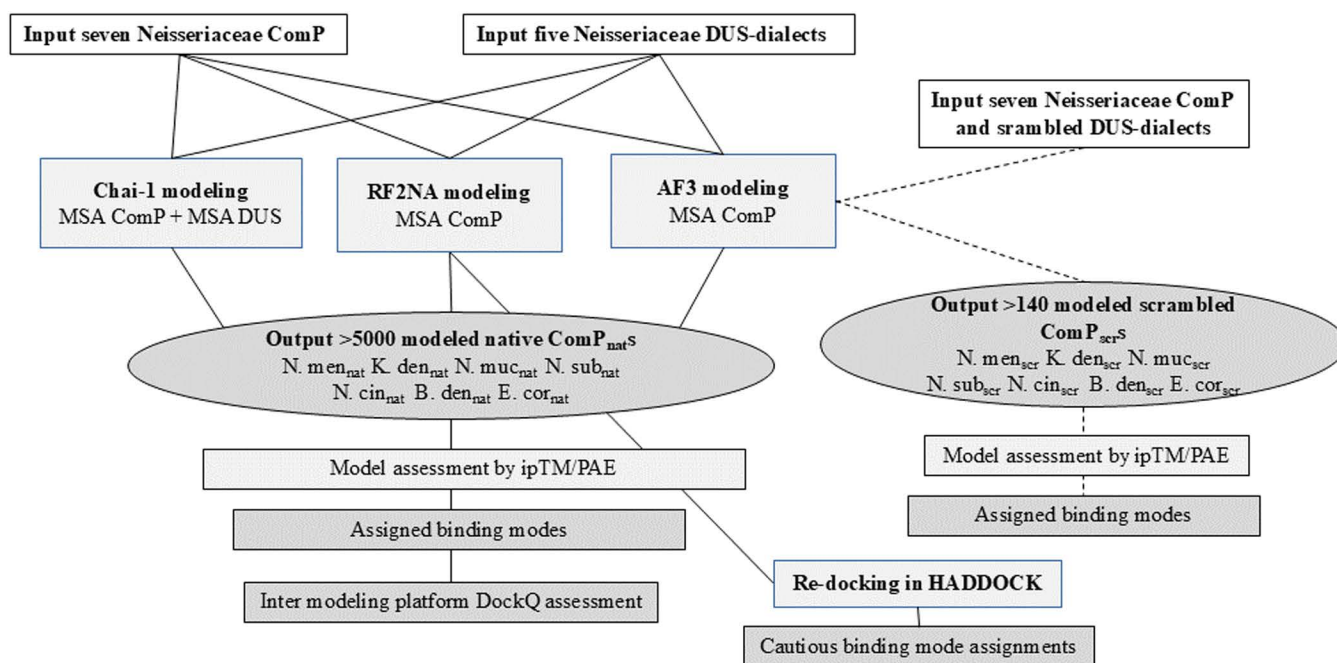 Input seven Neisseriaceae ComP
Input five Neisseriaceae DUS-dialects
Input seven Neisseriaceae ComP
and srambled DUS-dialects
Chai-1 modeling
MSA ComP + MSA DUS
RF2NA modeling
MSA ComP
AF3 modeling
MSA ComP
Output >5000 modeled native ComPnats
N. mennat K. dennat N. mucnat N. subnat
N. cinnat B. dennat E. cornat
Output >140 modeled scrambled
ComPscrs
N. menscr K. denscr N. mucscr
N. subscr N. cinscr B. denscr E. corscr
Model assessment by ipTM/PAE
Model assessment by ipTM/PAE
Assigned binding modes
Assigned binding modes
Inter modeling platform DockQ assessment
Re-docking in HADDOCK
Cautious binding mode assignments